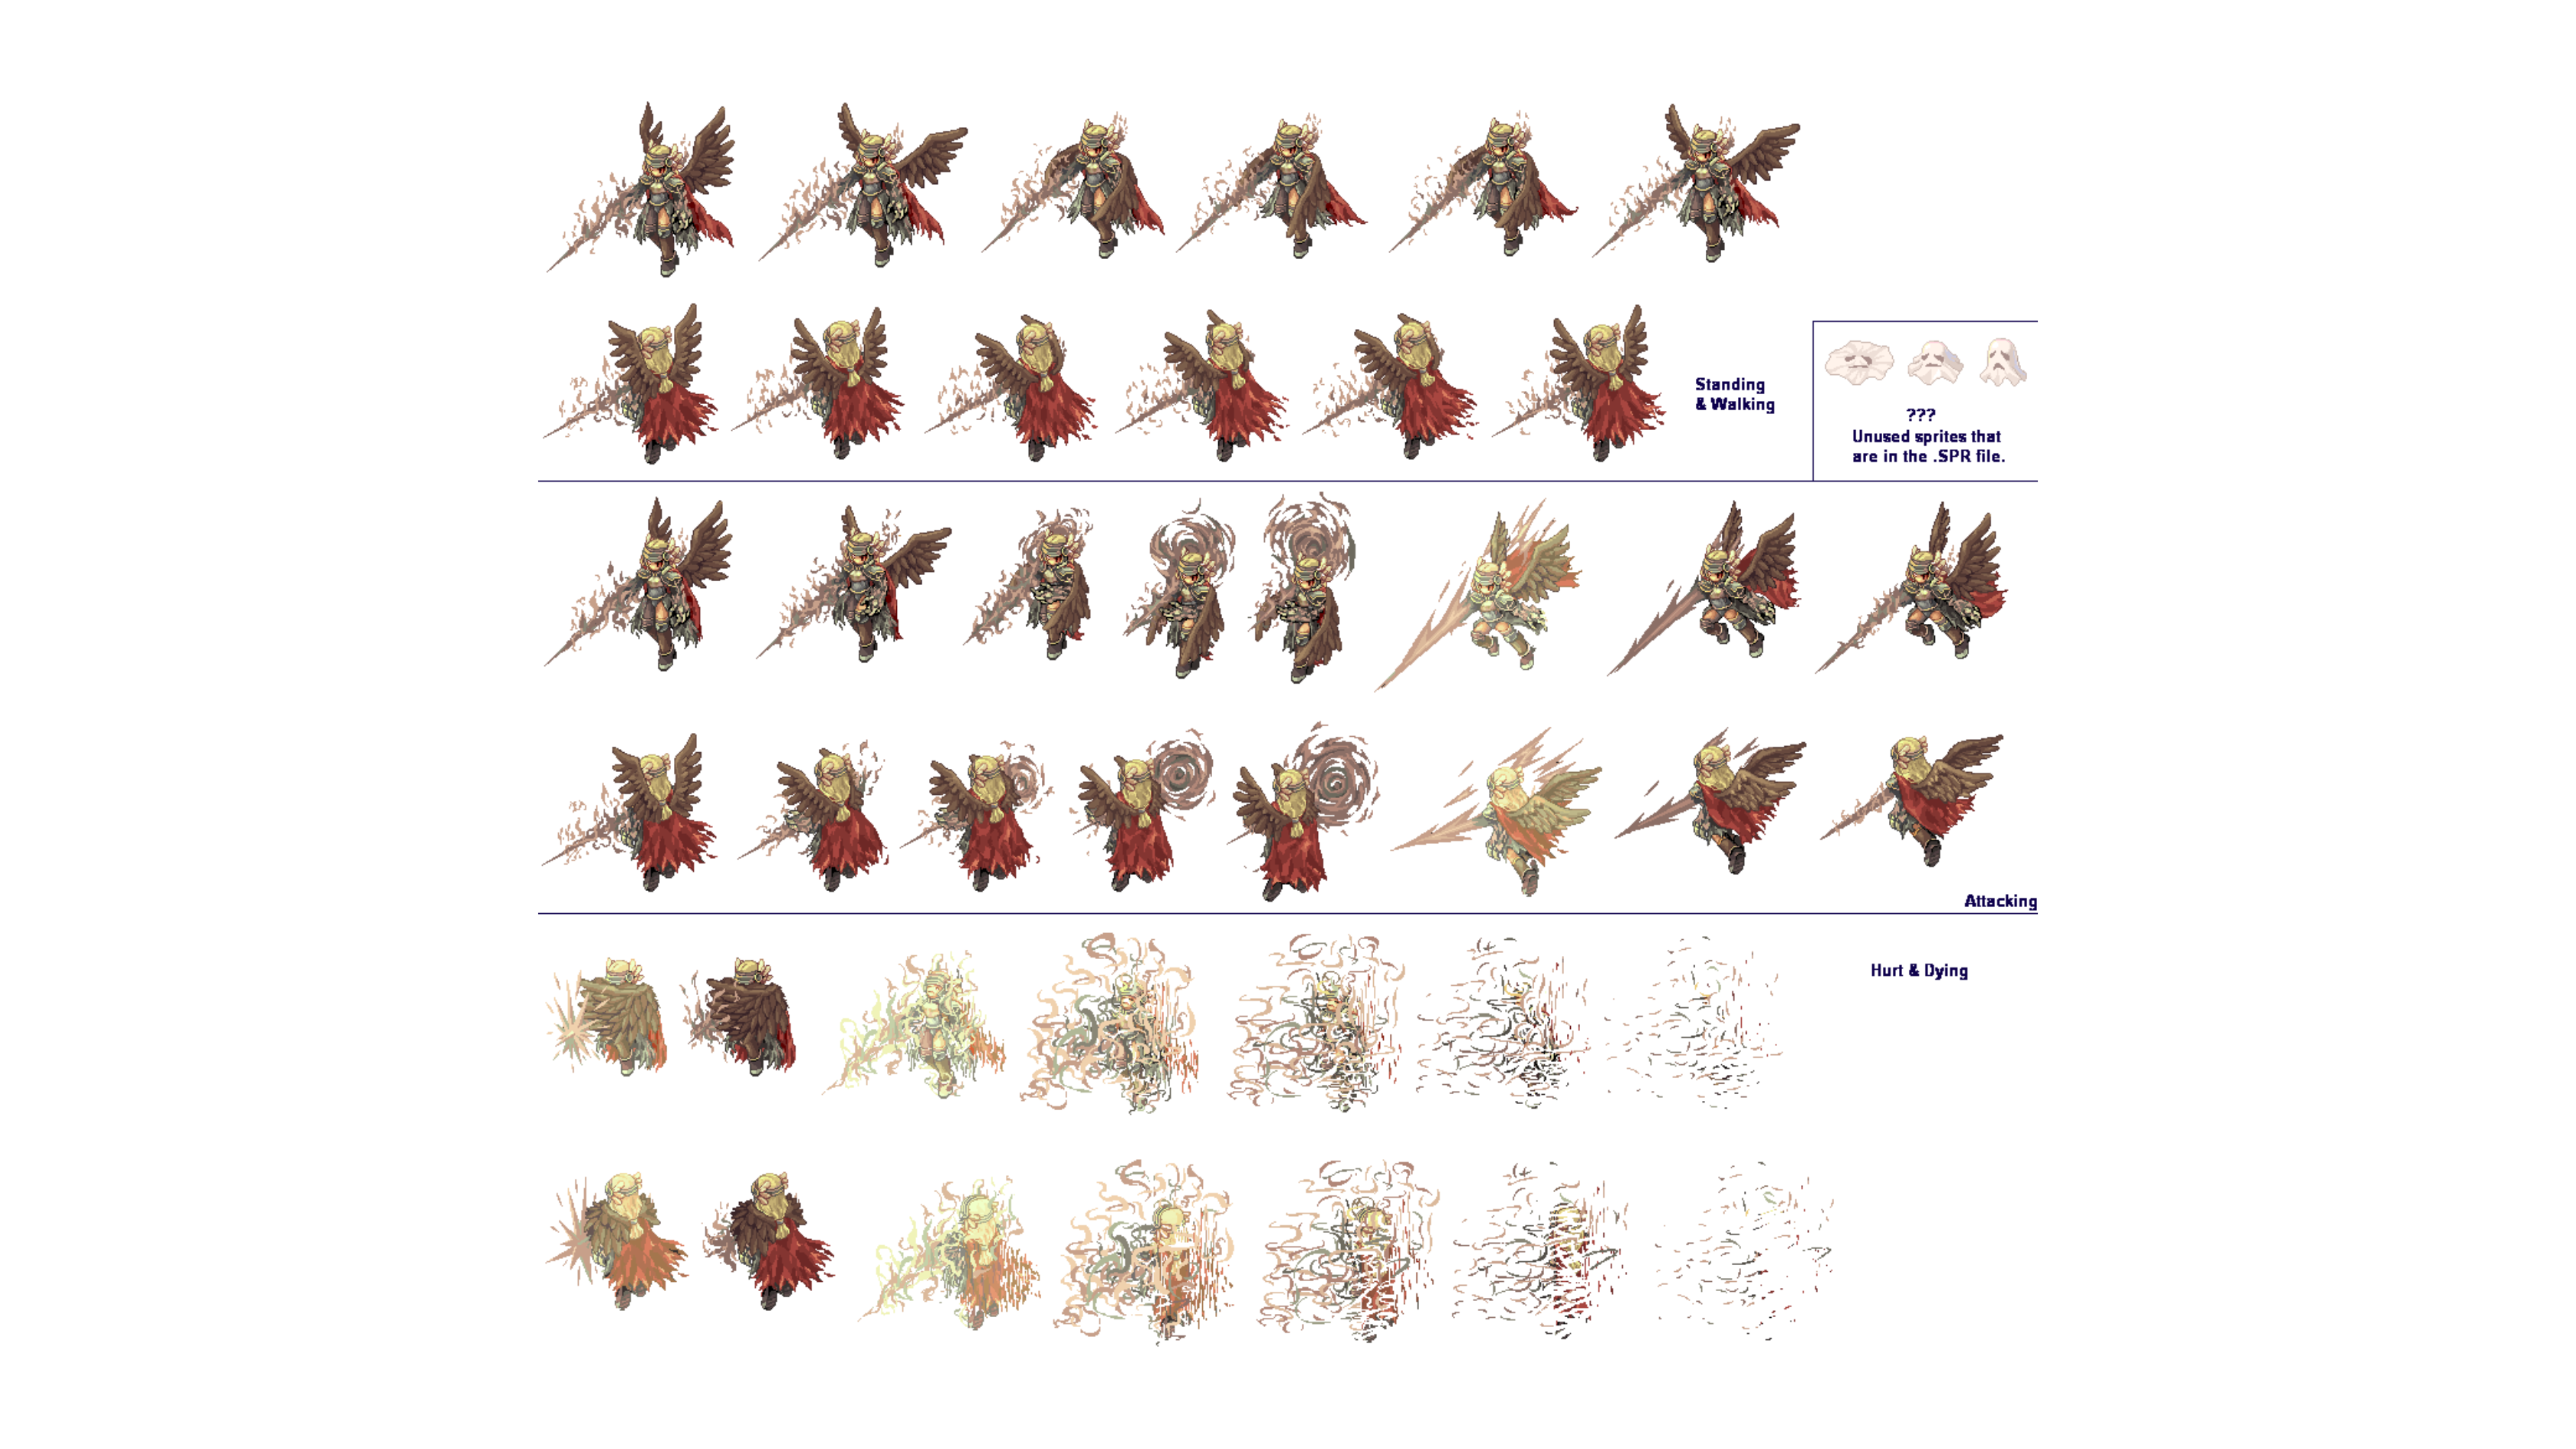 Standing
& Walking
???
Unused sprites that
are in the .SPR file.
Attacking
Hurt & Dying